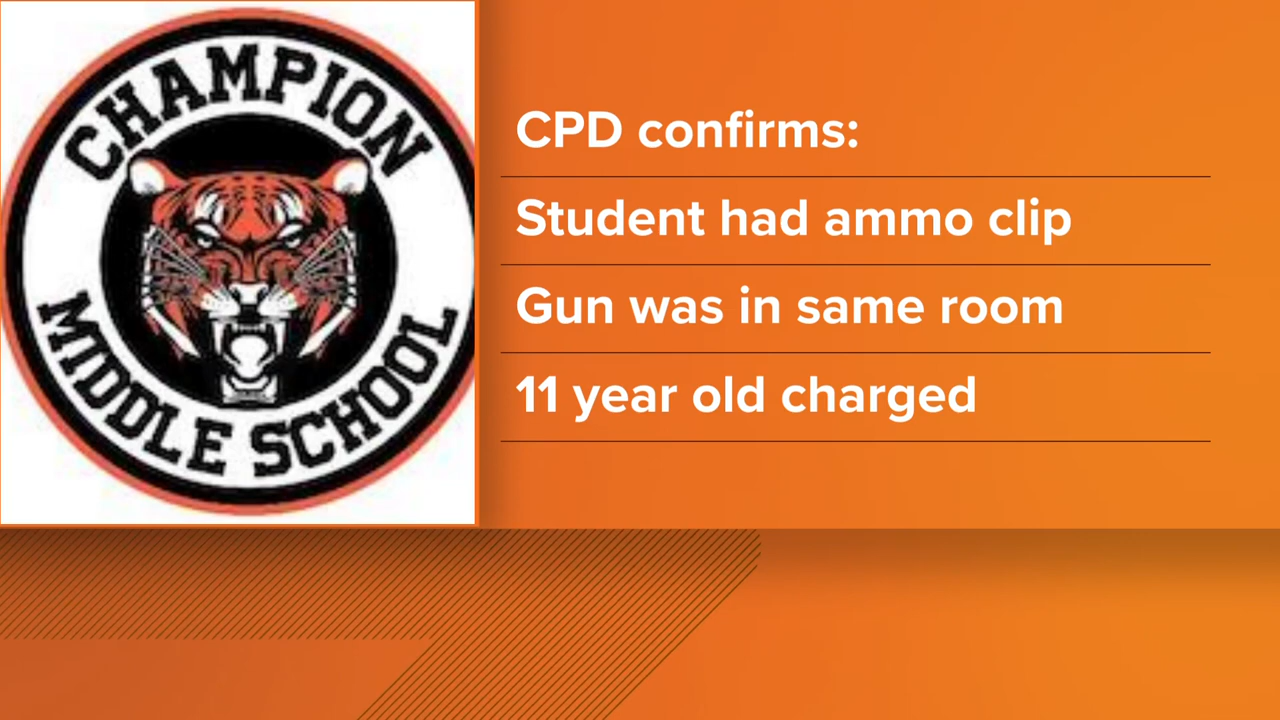 CHAMPION
MIDDLE SCHOOL
CPD confirms:
Student had ammo clip
Gun was in same room
11 year old charged